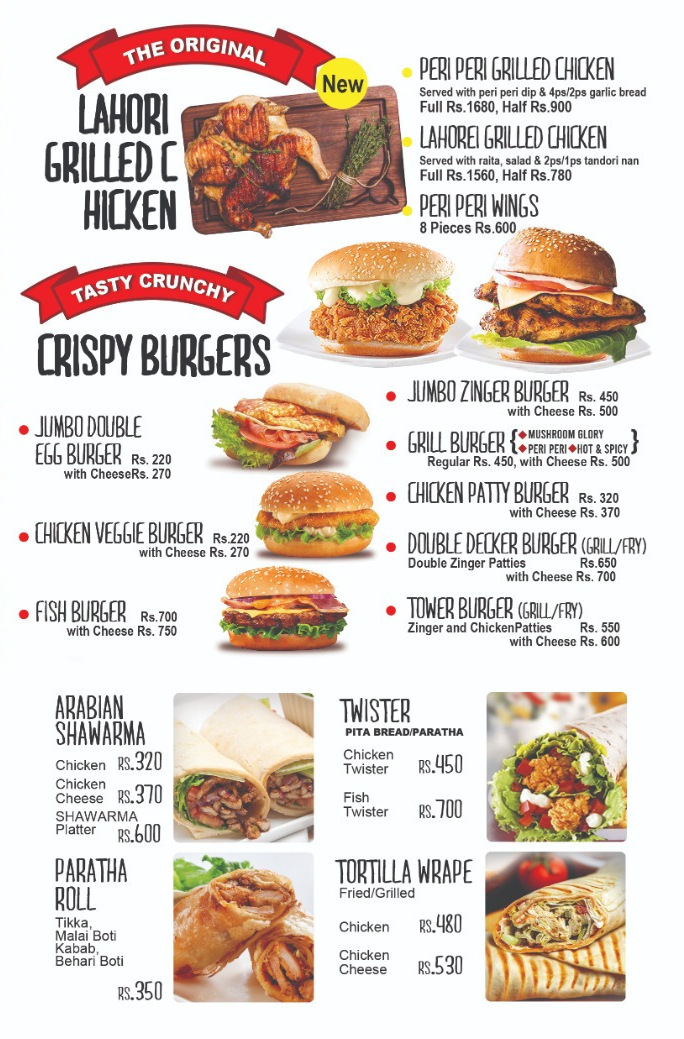 THE ORIGINAL
LAHORI
GRILLED C
HICKEN
New
PERI PERI GRILLED CHICKEN
Served with peri peri dip & 4ps/2ps garlic bread
Full Rs.1680, Half Rs.900
LAHOREI GRILLED CHICKEN
Served with raita, salad & 2ps/1ps tandori nan
Full Rs.1560, Half Rs.780
PERI PERI WINGS
8 Pieces Rs.600
TASTY CRUNCHY
CRISPY BURGERS
JUMBO DOUBLE
EGG BURGER Rs. 220
with CheeseRs. 270
CHICKEN VEGGIE BURGER Rs.220
with Cheese Rs. 270
FISH BURGER Rs.700
with Cheese Rs. 750
JUMBO ZINGER BURGER Rs. 450
with Cheese Rs. 500
GRILL BURGER { MUSHROOM GLORY
PERI PERI HOT & SPICY }
Regular Rs. 450, with Cheese Rs. 500
CHICKEN PATTY BURGER Rs. 320
with Cheese Rs. 370
DOUBLE DECKER BURGER (GRILL/FRY)
Double Zinger Patties Rs.650
with Cheese Rs. 700
TOWER BURGER (GRILL/FRY)
Zinger and ChickenPatties Rs. 550
with Cheese Rs. 600
ARABIAN
SHAWARMA
Chicken RS.320
Chicken
Cheese RS.370
SHAWARMA
Platter RS.600
TWISTER
PITA BREAD/PARATHA
Chicken
Twister RS.450
Fish
Twister RS.700
PARATHA
ROLL
Tikka,
Malai Boti
Kabab,
Behari Boti
RS.350
TORTILLA WRAPE
Fried/Grilled
Chicken RS.480
Chicken
Cheese RS.530